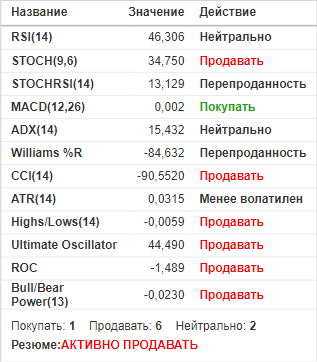 Название Значение Действие
RSI(14) 46,306 Нейтрально
STOCH(9,6) 34,750 Продавать
STOCHRSI(14) 13,129 Перепроданность
MACD(12,26) 0,002 Покупать
ADX(14) 15,432 Нейтрально
Williams %R -84,632 Перепроданность
CCI(14) -90,5520 Продавать
ATR(14) 0,0315 Менее волатилен
Highs/Lows(14) -0,0059 Продавать
Ultimate Oscillator 44,490 Продавать
ROC -1,489 Продавать
Bull/Bear
Power(13) -0,0230 Продавать
Покупать: 1 Продавать: 6 Нейтрально: 2
Резюме:АКТИВНО ПРОДАВАТЬ